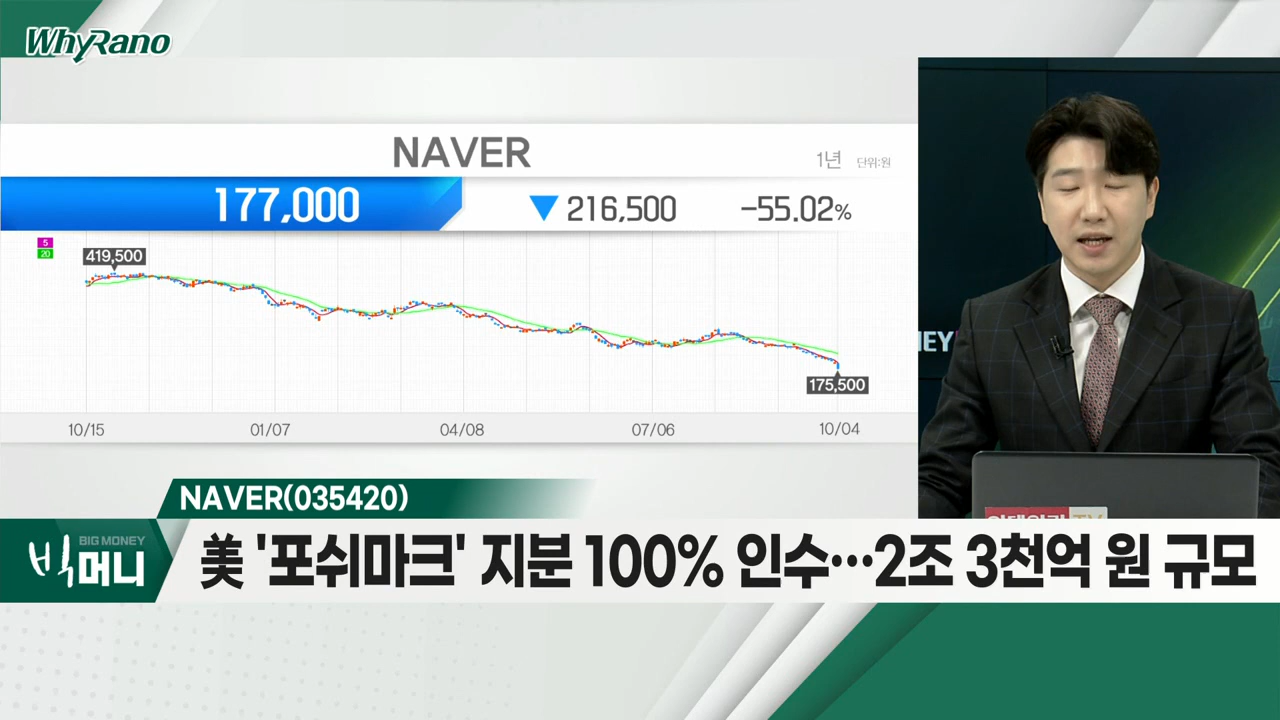 WhyRano
NAVER
1년 단위:원
177,000 ▼ 216,500 -55.02%
5
20
419,500
175,500
10/15 01/07 04/08 07/06 10/04
NAVER(035420)
BIG MONEY
빅머니
美 '포쉬마크' 지분 100% 인수…2조 3천억 원 규모